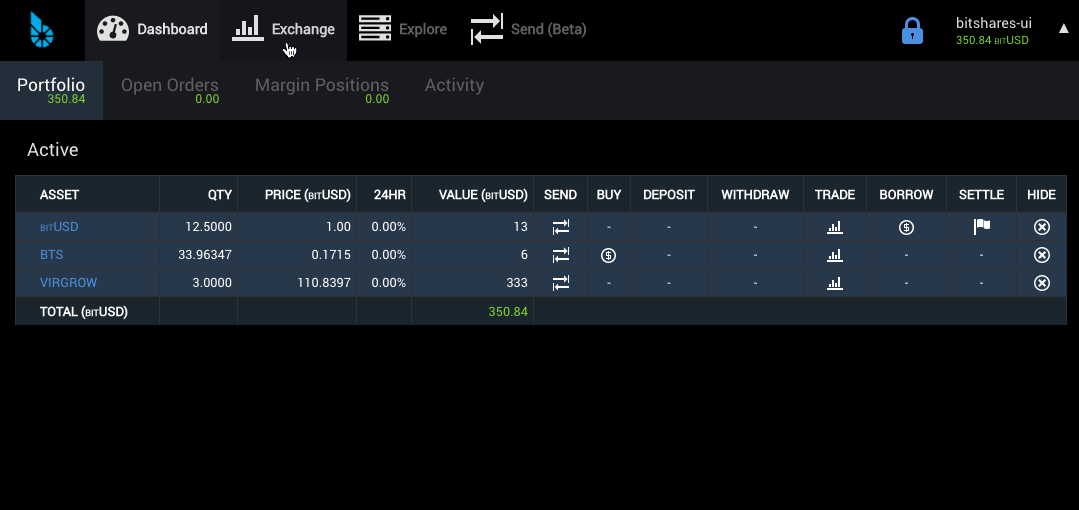 Dashboard Exchange Explore Send (Beta) bitshares-ui
350.84 BITUSD
Portfolio Open Orders Margin Positions Activity
350.84 0.00 0.00
Active
ASSET QTY PRICE (BITUSD) 24HR VALUE (BITUSD) SEND BUY DEPOSIT WITHDRAW TRADE BORROW SETTLE HIDE
BITUSD 12.5000 1.00 0.00% 13 - - - 
BTS 33.96347 0.1715 0.00% 6 - - - -
VIRGROW 3.0000 110.8397 0.00% 333 - - - - -
TOTAL (BITUSD) 350.84